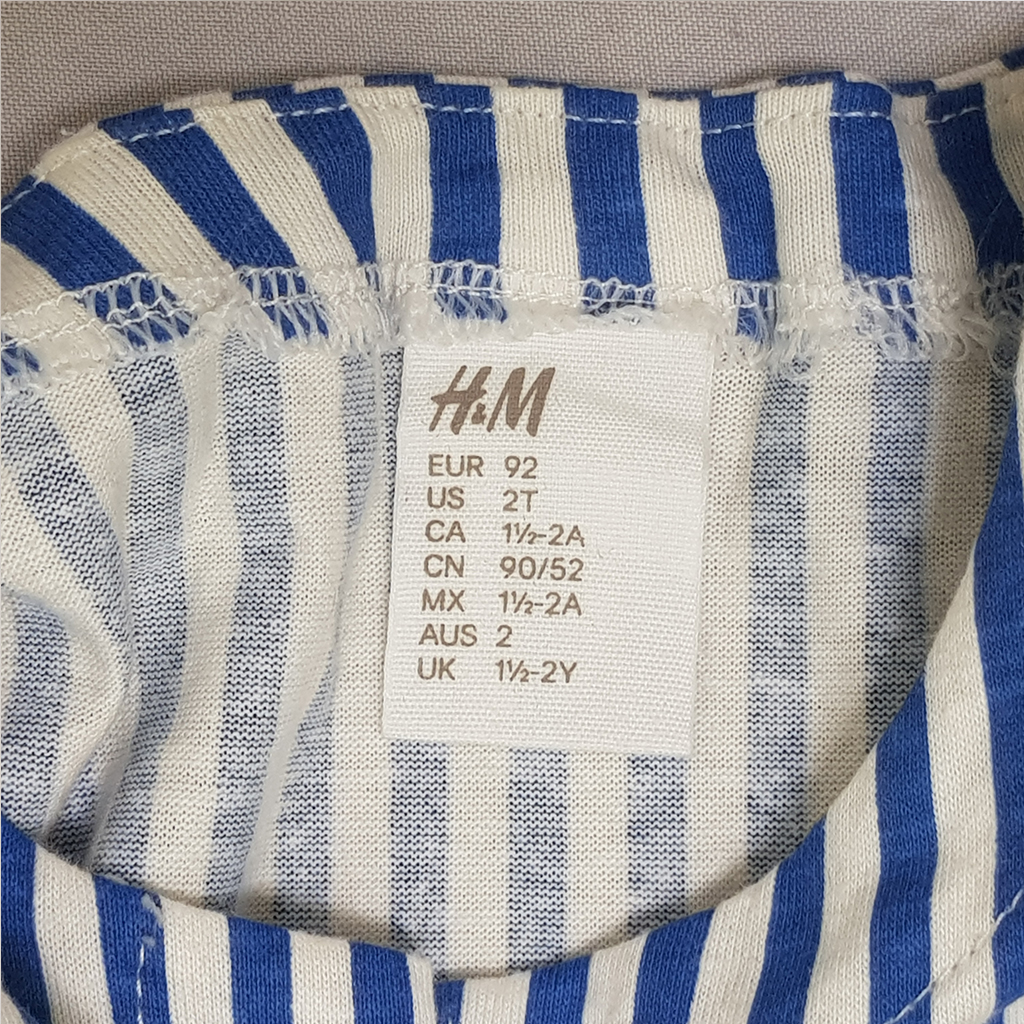 H&M
EUR 92
US 2T
CA 1½-2A
CN 90/52
MX 1½-2A
AUS 2
UK 1½-2Y